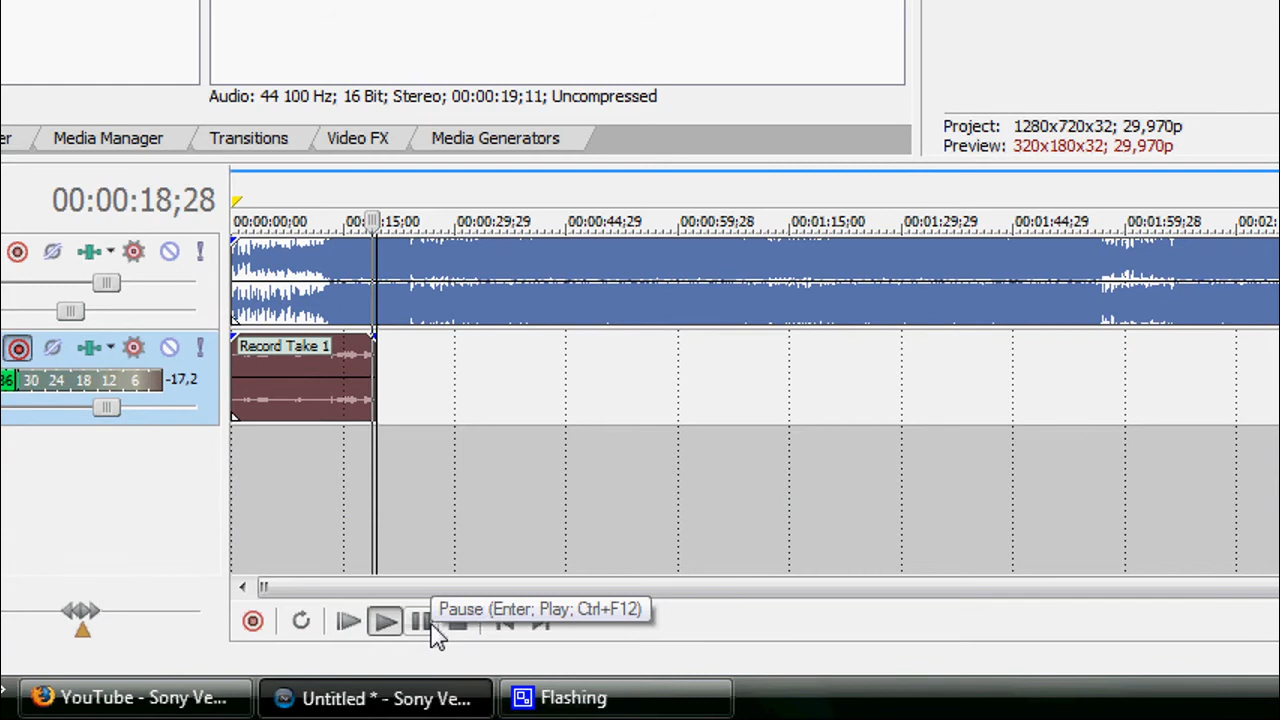 Audio: 44 100 Hz; 16 Bit; Stereo; 00:00:19;11; Uncompressed
Project: 1280x720x32; 29,970p
Preview: 320x180x32; 29,970p
er Media Manager Transitions Video FX Media Generators
00:00:18;28
00:00:00;00 00:00:15:00 00:00:29;29 00:00:44;29 00:00:59;28 00:01:15:00 00:01:29;29 00:01:44;29 00:01:59;28 00:02:
Record Take 1
36 30 24 18 12 6 -17,2
Pause (Enter; Play; Ctrl+F12)
YouTube - Sony Ve... Untitled * - Sony Ve... Flashing